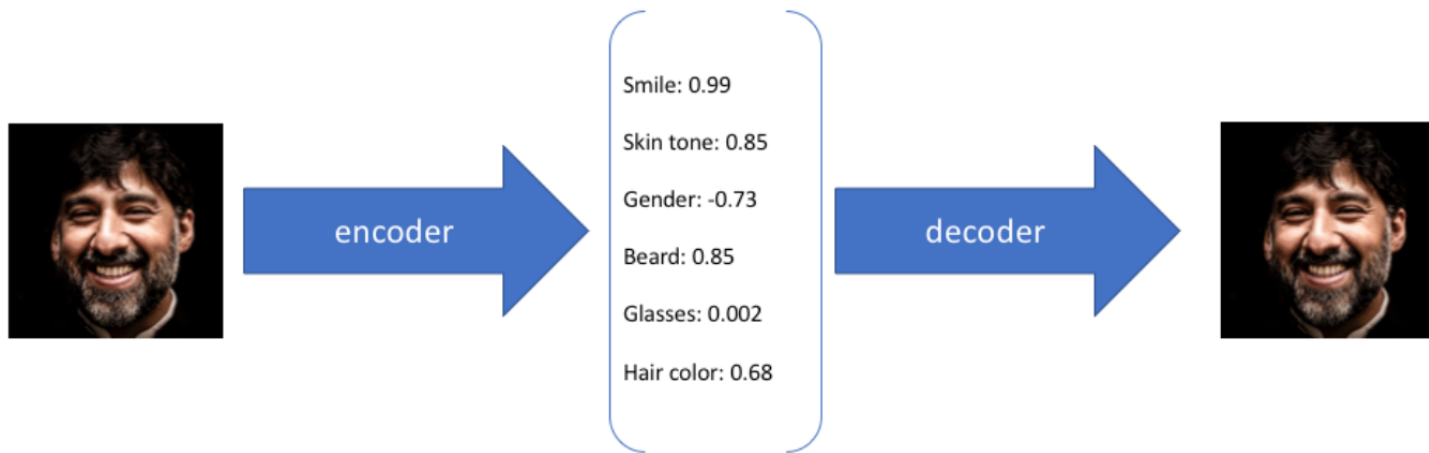 encoder
Smile: 0.99
Skin tone: 0.85
Gender: -0.73
Beard: 0.85
Glasses: 0.002
Hair color: 0.68
decoder